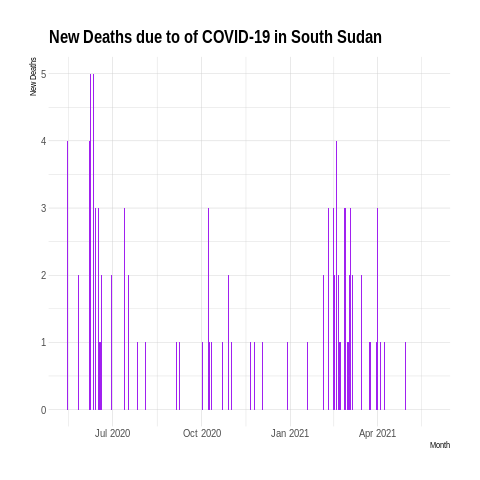 New Deaths due to of COVID-19 in South Sudan
New Deaths
5
4
3
2
1
0
Jul 2020 Oct 2020 Jan 2021 Apr 2021
Month